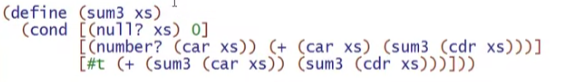 (define (sum3 xs)
  (cond [(null? xs) 0]
        [(number? (car xs)) (+ (car xs) (sum3 (cdr xs)))]
        [#t (+ (sum3 (car xs)) (sum3 (cdr xs)))]))